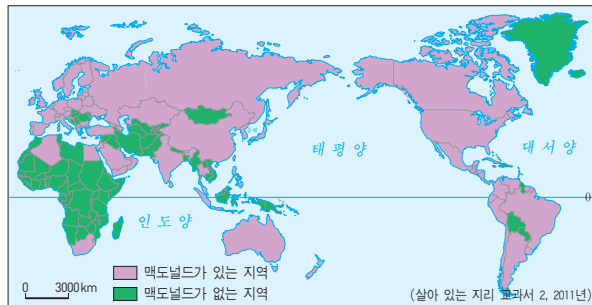 태평양
대서양
0
인도양
맥도널드가 있는 지역
0 3000km
맥도널드가 없는 지역
(살아 있는 지리 교과서 2, 2011년)